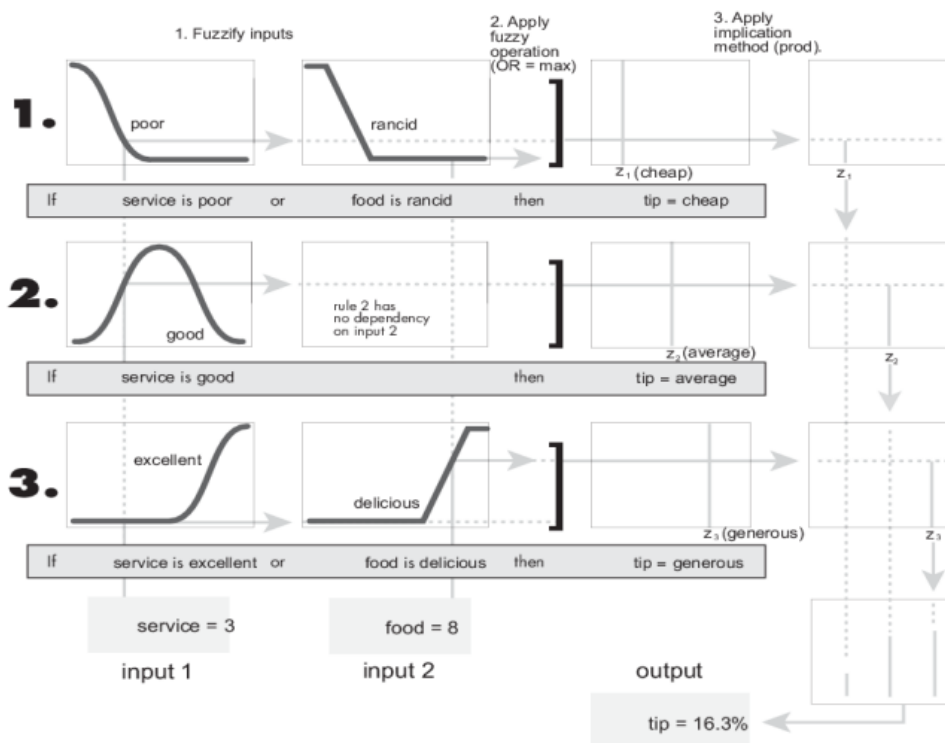 1. Fuzzify inputs
2. Apply
fuzzy
operation
(OR = max)
3. Apply
implication
method (prod).
1.
poor
rancid
z1 (cheap)
z1
If service is poor or food is rancid then tip = cheap
2.
good
rule 2 has
no dependency
on input 2
z2 (average)
z2
If service is good then tip = average
3.
excellent
delicious
z3 (generous)
z3
If service is excellent or food is delicious then tip = generous
service = 3
food = 8
input 1
input 2
output
tip = 16.3%